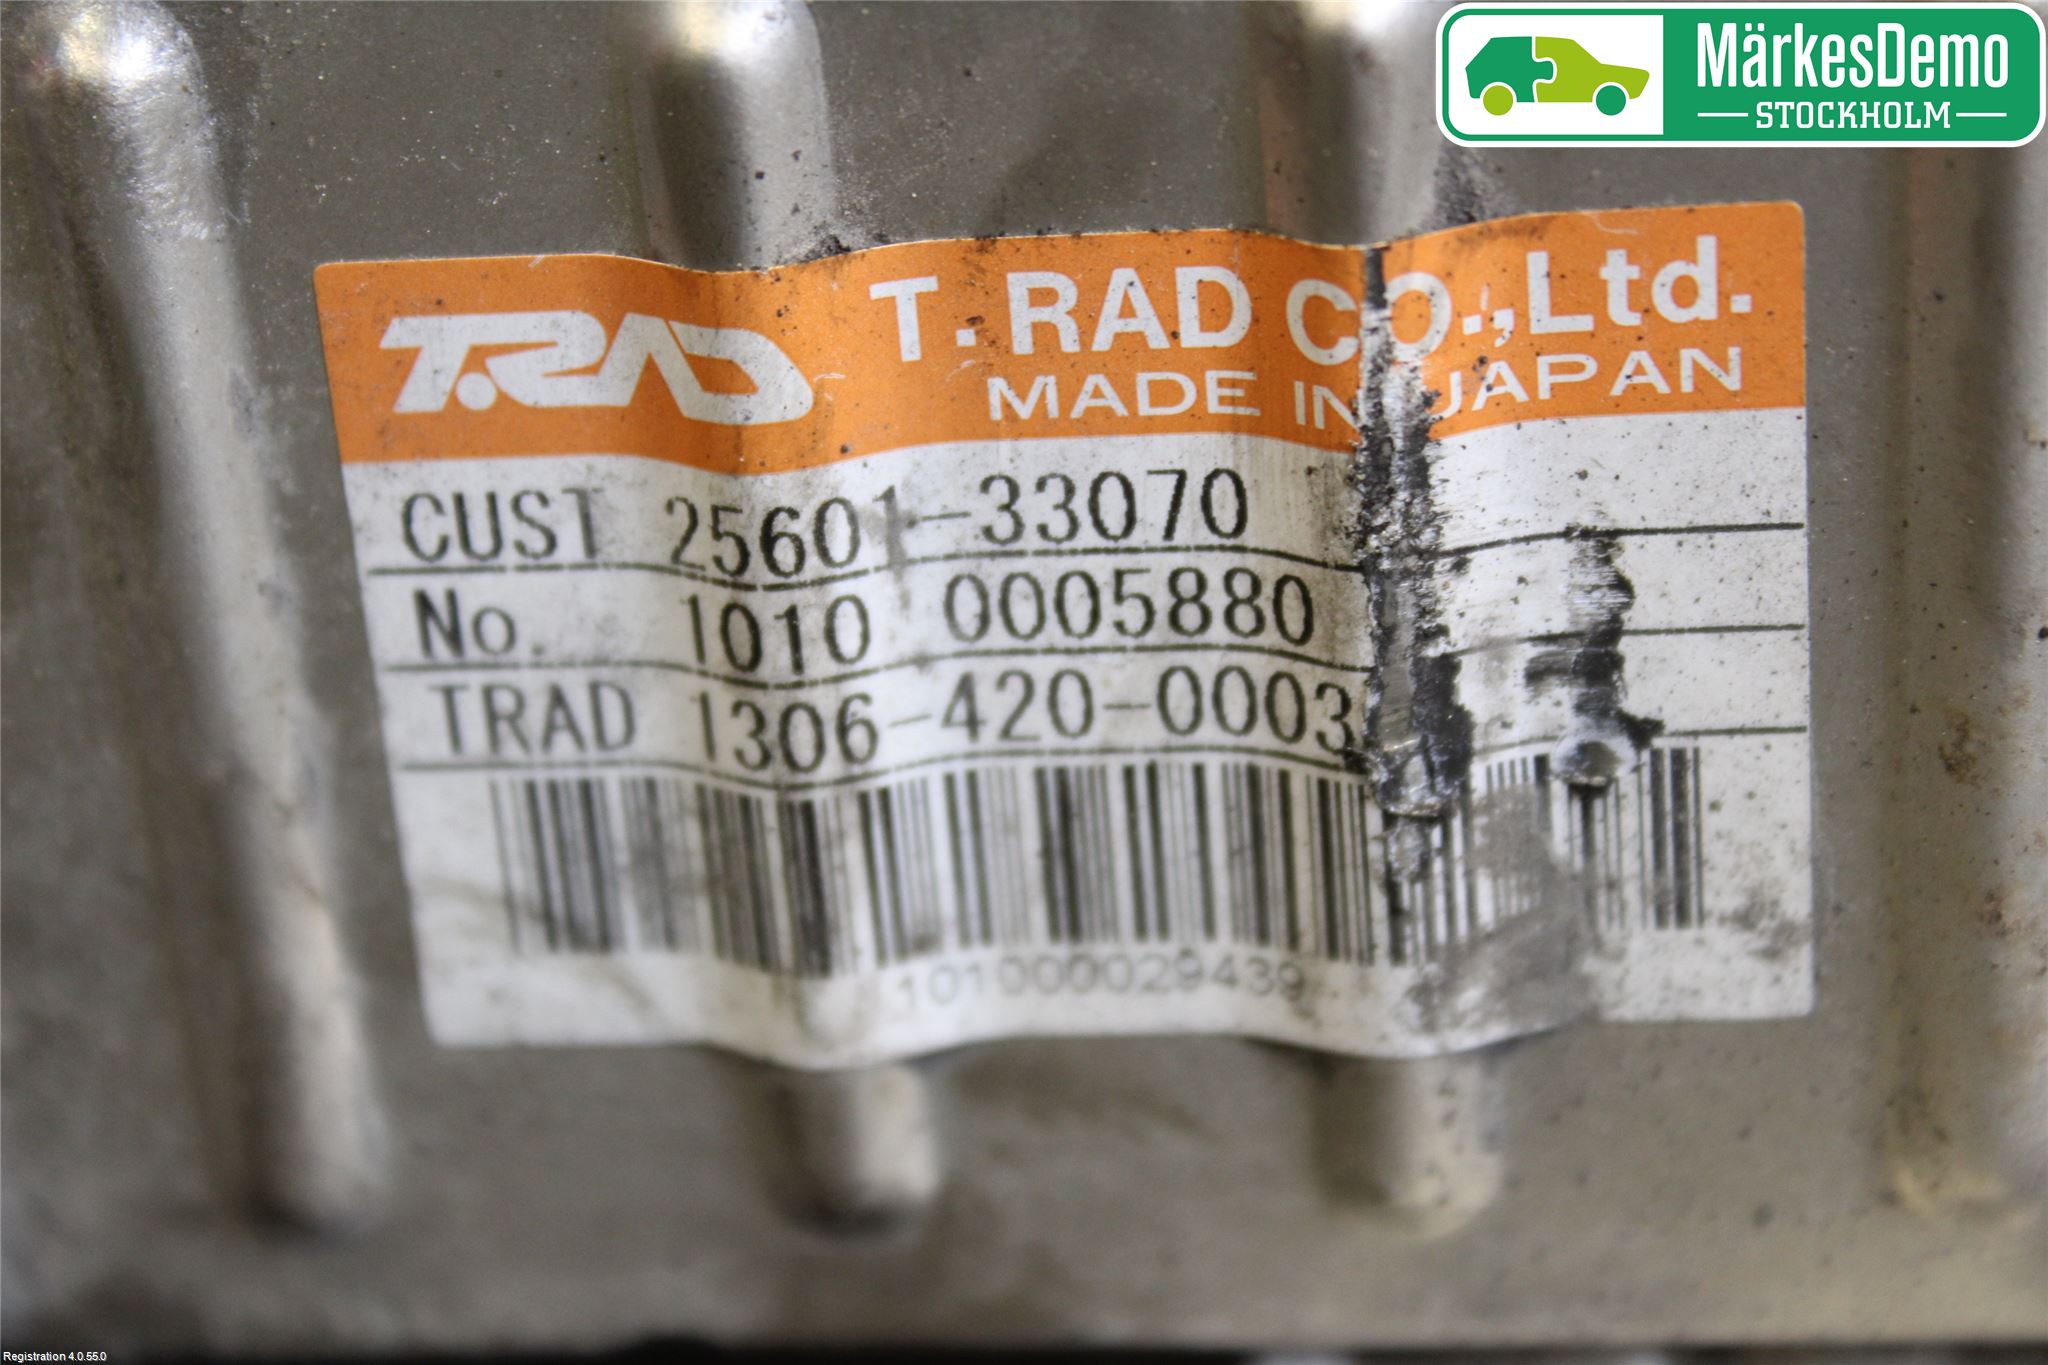 MärkesDemo
STOCKHOLM
T.RAD T. RAD CO.,Ltd.
MADE IN JAPAN
CUST 25601-33070
No. 1010 0005880
TRAD 1306-420-0003
1010000029439
Registration 4.0.55.0